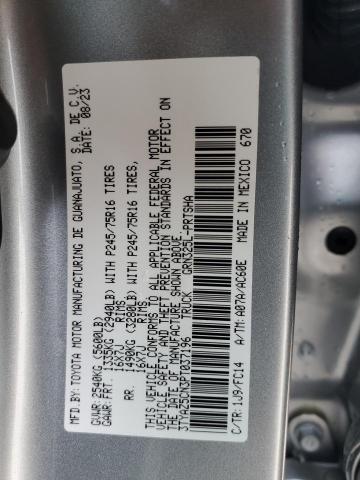 MFD.BY: TOYOTA MOTOR MANUFACTURING DE GUANAJUATO, S.A. DE C.V.
DATE: 08/23
GVWR: 2540KG (5600LB)
GAWR: FRT. 1335KG (2940LB) WITH P245/75R16 TIRES
16X7J RIMS,
RR. 1490KG (3280LB) WITH P245/75R16 TIRES,
16X7J RIMS
THIS VEHICLE CONFORMS TO ALL APPLICABLE FEDERAL MOTOR
VEHICLE SAFETY AND THEFT PREVENTION STANDARDS IN EFFECT ON
THE DATE OF MANUFACTURE SHOWN ABOVE.
3TYAZ5CN3PT037196 TRUCK GRN325L-PRTSHA
C/TR: 1J9/FC14 A/TM: A07A/AC60E MADE IN MEXICO 670